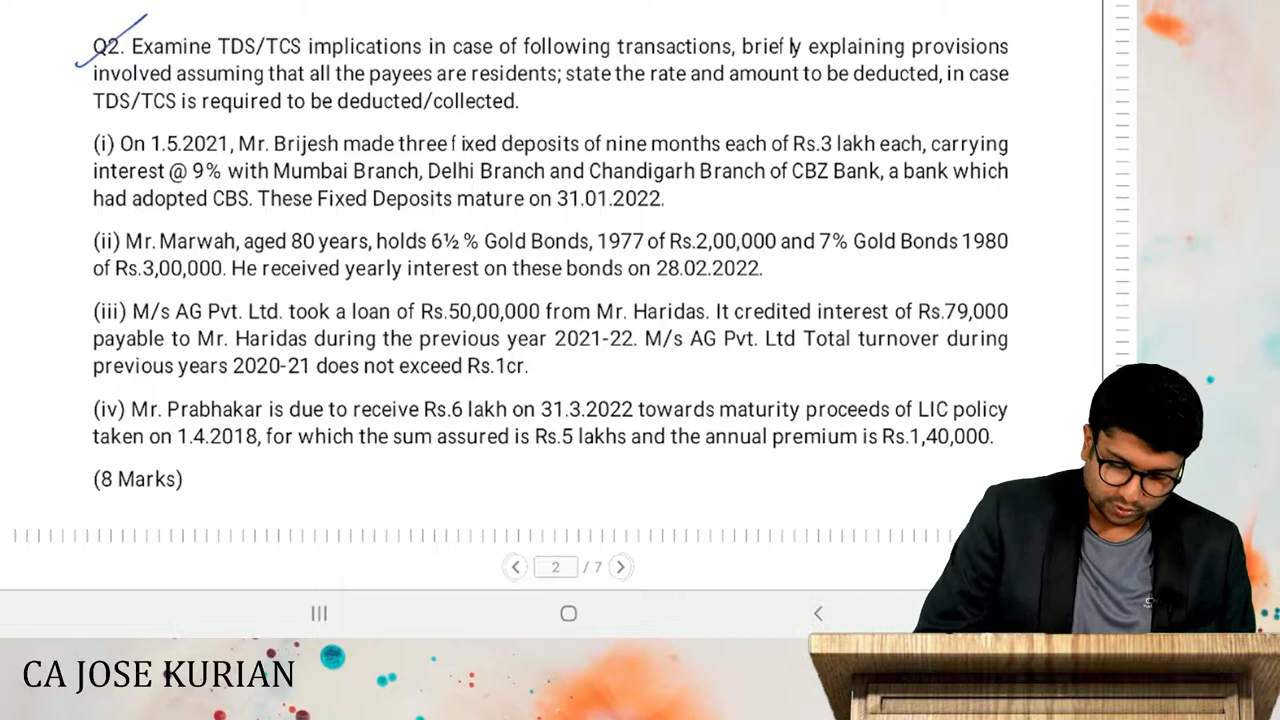 Q2. Examine TDS/TCS implications in case of following transactions, briefly explaining provisions
involved assuming that all the payees are residents; state the rate and amount to be deducted, in case
TDS/TCS is required to be deducted/collected.
(i) On 1.5.2021, Mr. Brijesh made three fixed deposits of nine months each of Rs.3 lakh each, carrying
interest @ 9% with Mumbai Branch, Delhi Branch and Chandigarh Branch of CBZ Bank, a bank which
had adopted CBS. These Fixed Deposits mature on 31.01.2022.
(ii) Mr. Marwah, aged 80 years, holds 6½ % Gold Bonds, 1977 of Rs.2,00,000 and 7% Gold Bonds 1980
of Rs.3,00,000. He received yearly interest on these bonds on 28.02.2022.
(iii) M/s AG Pvt. Ltd. took a loan of Rs.50,00,000 from Mr. Haridas. It credited interest of Rs.79,000
payable to Mr. Haridas during the previous year 2021-22. M/s AG Pvt. Ltd Total turnover during
previous years 2020-21 does not exceed Rs.1cr.
(iv) Mr. Prabhakar is due to receive Rs.6 lakh on 31.3.2022 towards maturity proceeds of LIC policy
taken on 1.4.2018, for which the sum assured is Rs.5 lakhs and the annual premium is Rs.1,40,000.
(8 Marks)
2 / 7
CA JOSE KURIAN